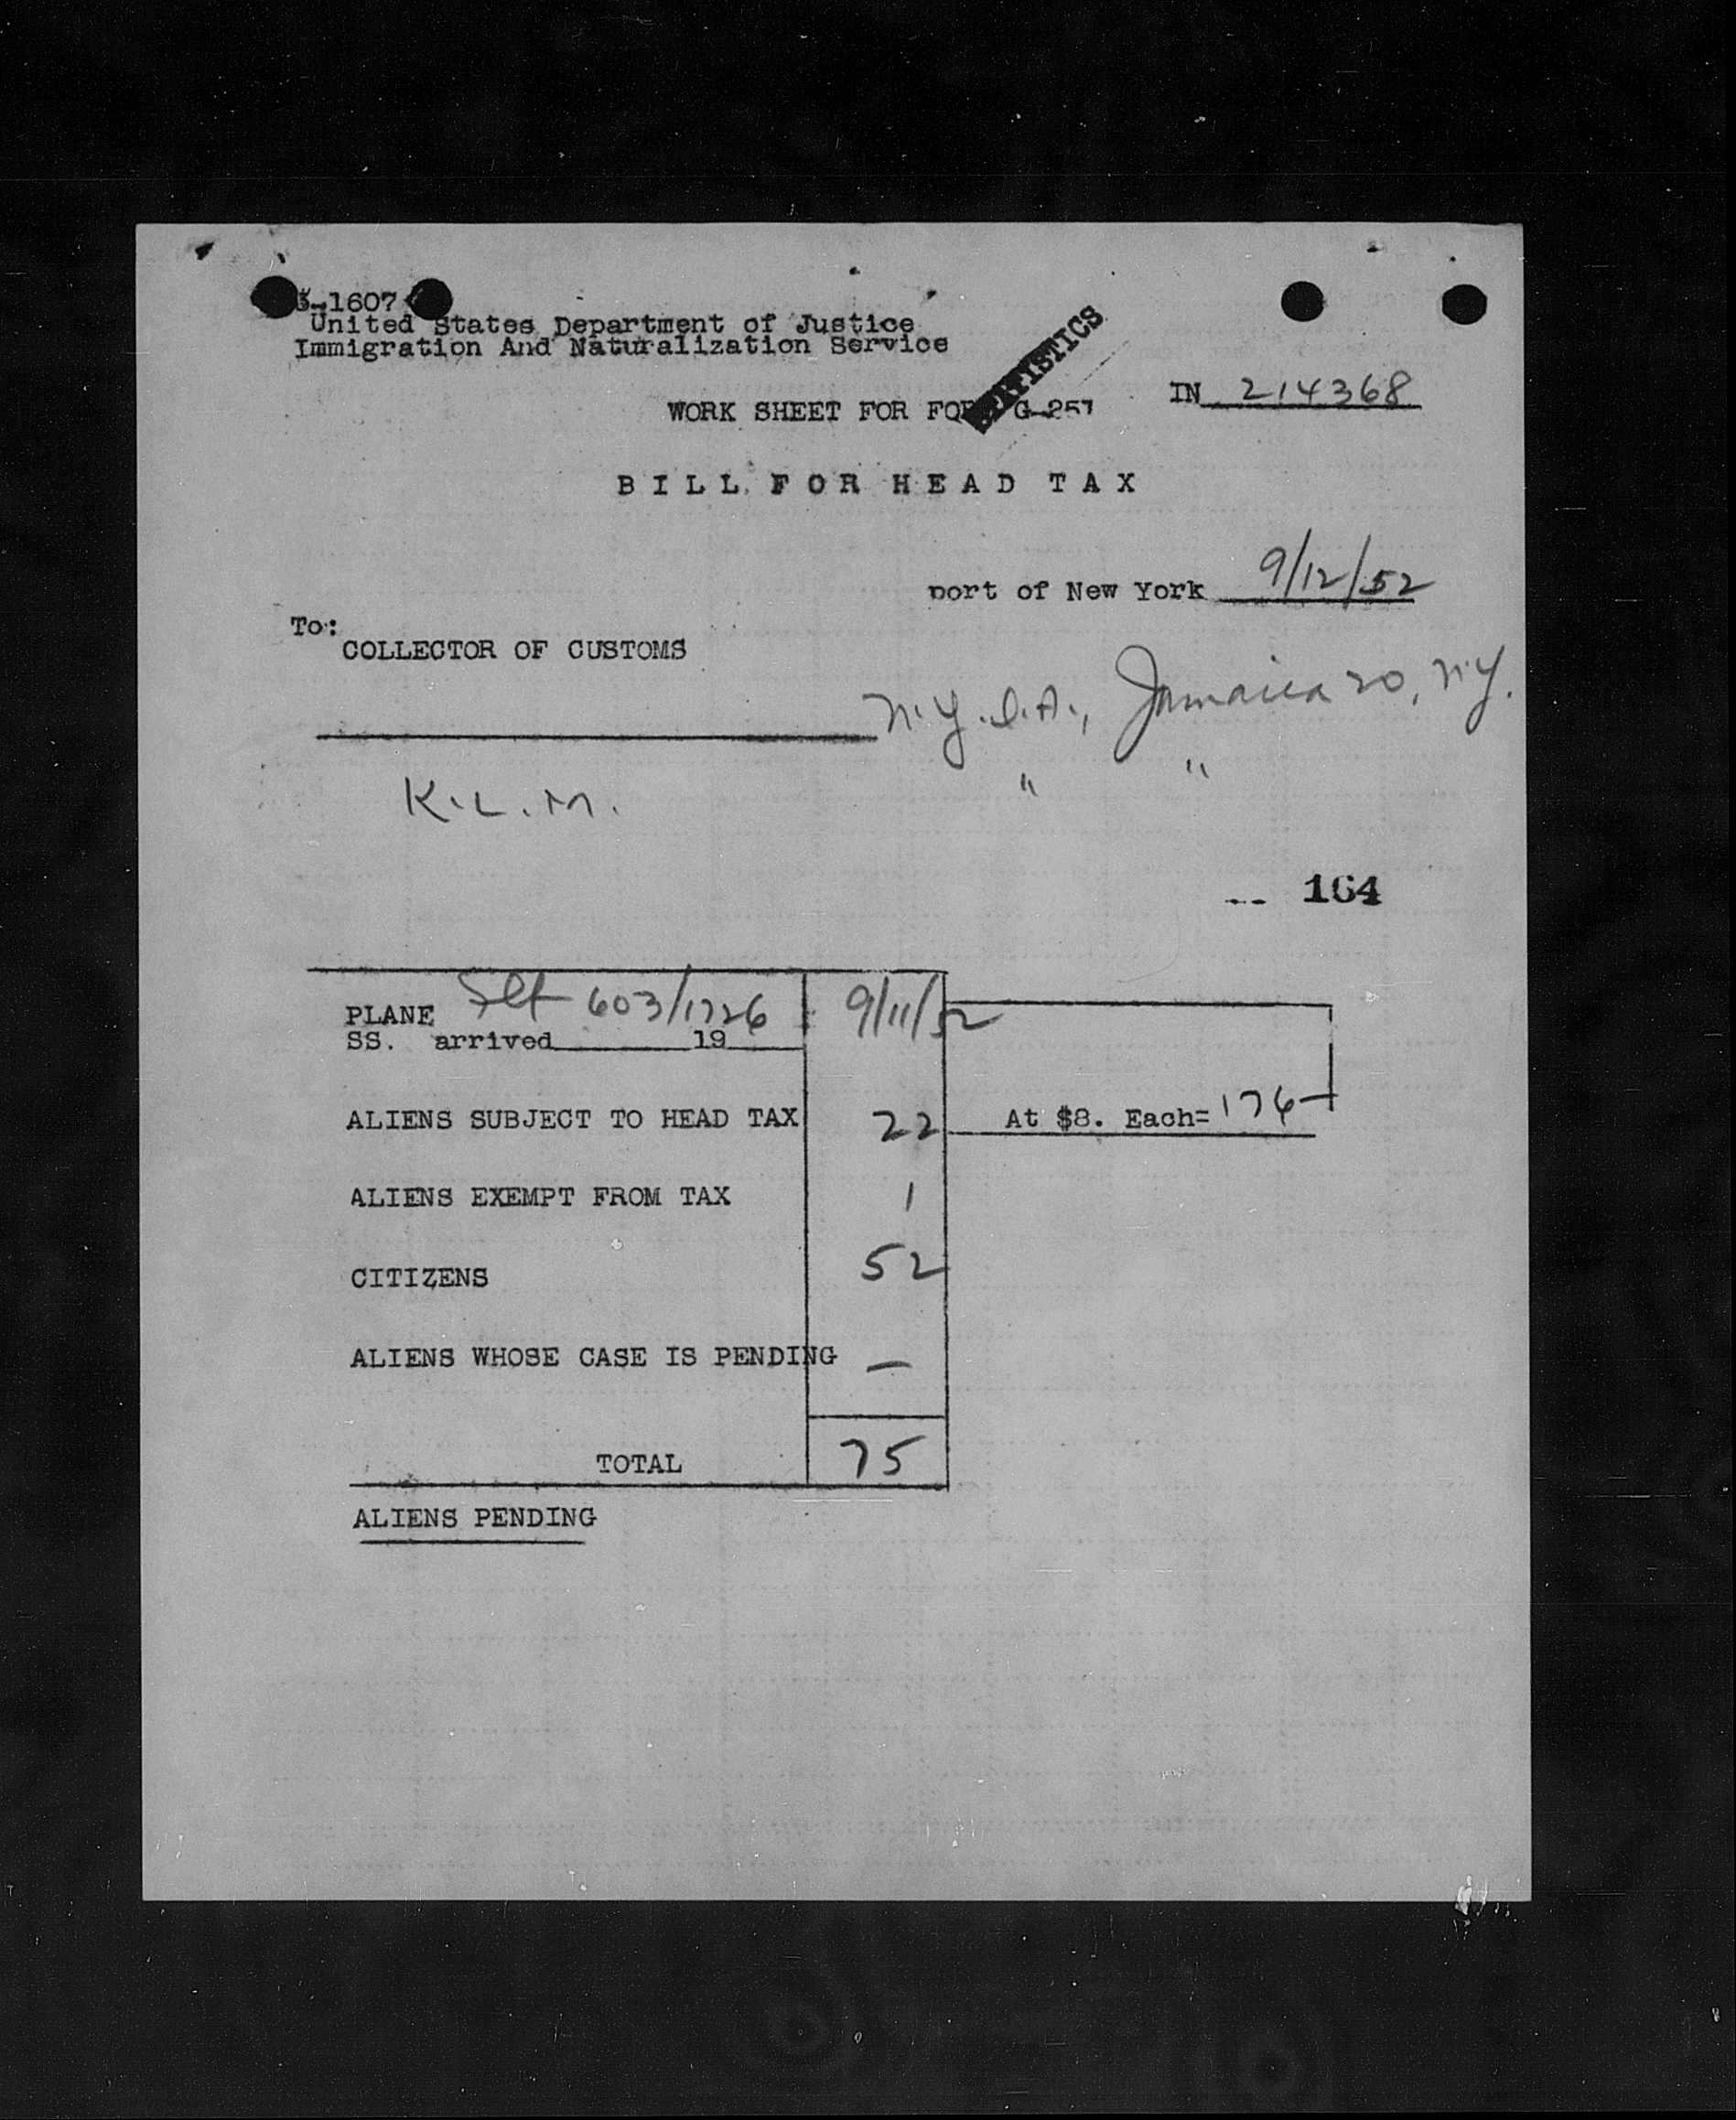 3-1607
United States Department of Justice
Immigration And Naturalization Service
STATISTICS
WORK SHEET FOR FORM G-257
IN 214368
BILL FOR HEAD TAX
port of New York 9/12/52
To:
COLLECTOR OF CUSTOMS
N.Y.I.A., Jamaica 20, N.Y.
K.L.M. " "
-- 164
PLANE Flt 603/1726 9/11/52
SS. arrived 19
ALIENS SUBJECT TO HEAD TAX 22 At $8. Each= 176-
ALIENS EXEMPT FROM TAX 1
CITIZENS 52
ALIENS WHOSE CASE IS PENDING —
TOTAL 75
ALIENS PENDING